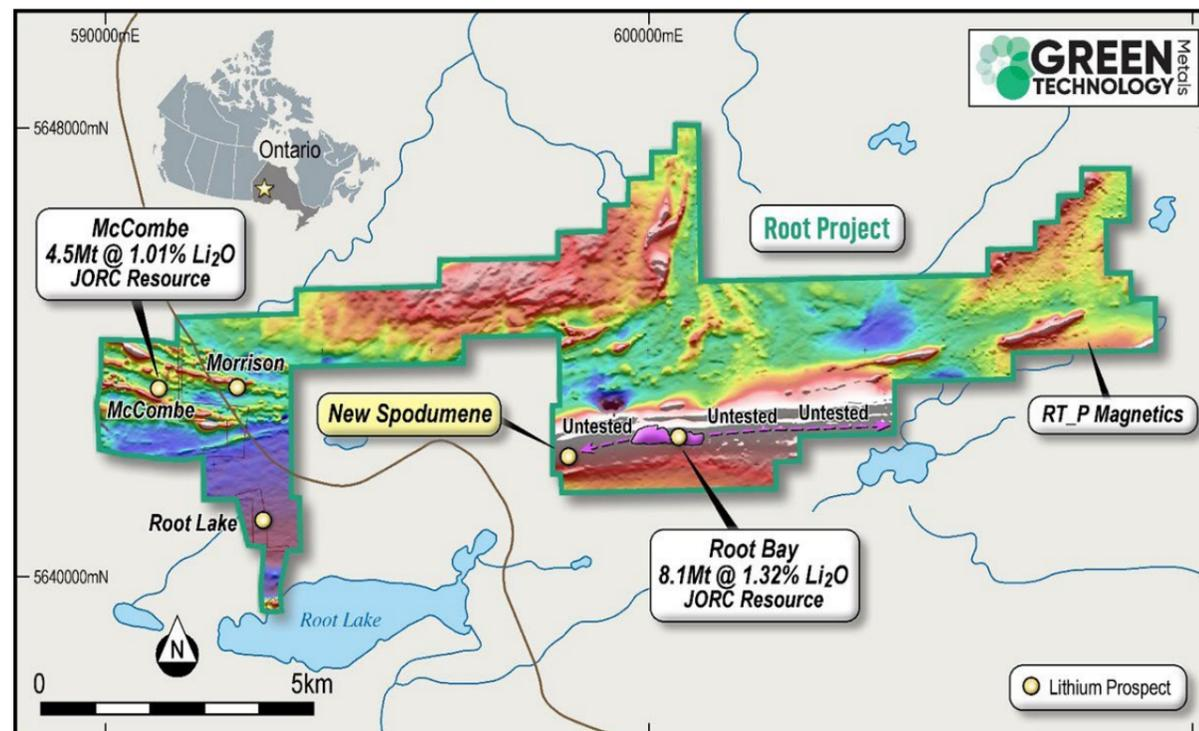 590000mE
600000mE
GREEN
TECHNOLOGY
Metals
5648000mN
Ontario
McCombe
4.5Mt @ 1.01% Li₂O
JORC Resource
Root Project
Morrison
McCombe
New Spodumene
Untested
Untested
Untested
RT_P Magnetics
Root Lake
Root Bay
8.1Mt @ 1.32% Li₂O
JORC Resource
5640000mN
Root Lake
N
0
5km
Lithium Prospect